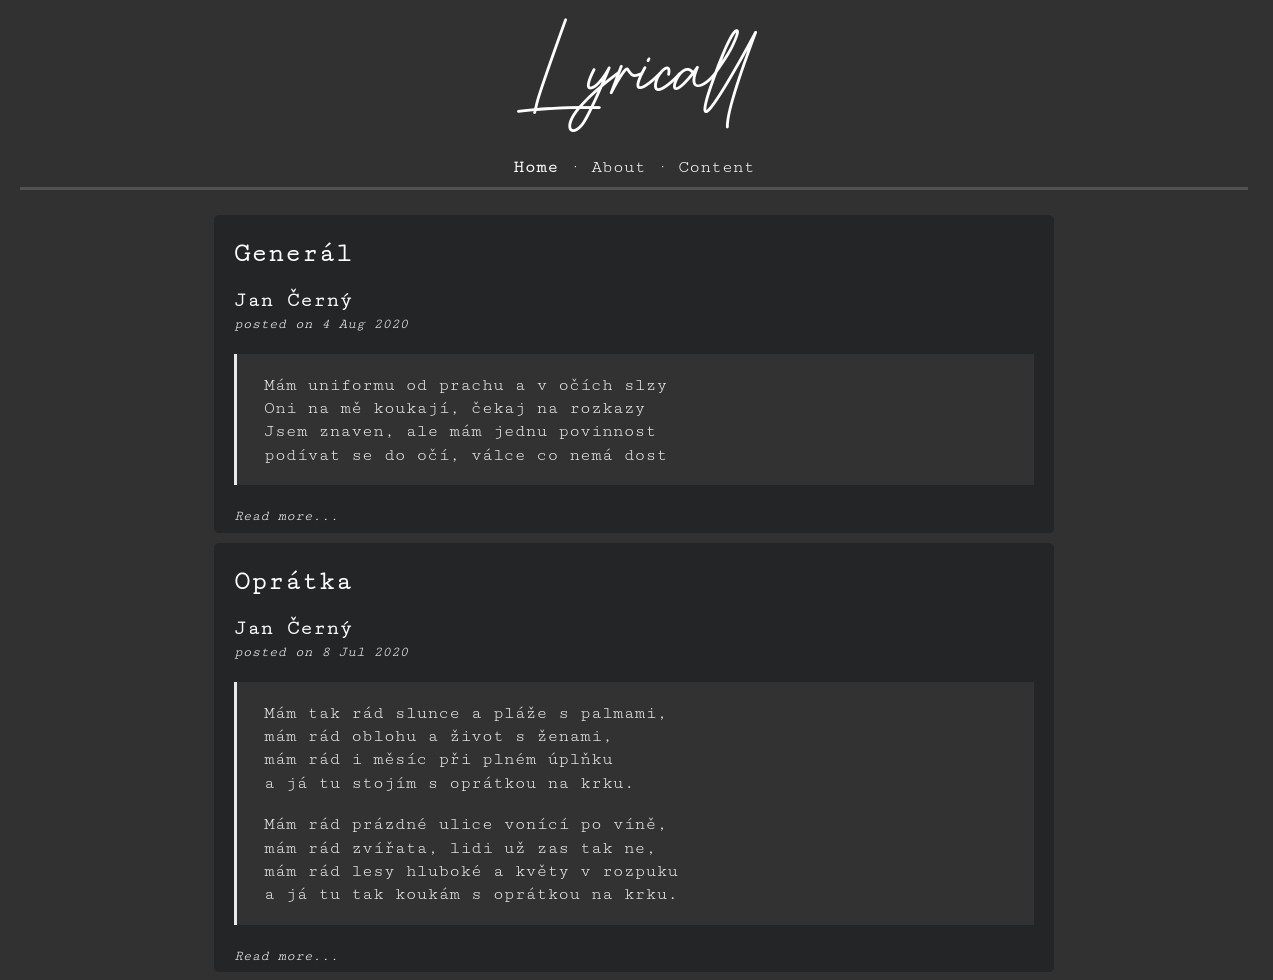 Lyricall
Home · About · Content
Generál
Jan Černý
posted on 4 Aug 2020
Mám uniformu od prachu a v očích slzy
Oni na mě koukají, čekaj na rozkazy
Jsem znaven, ale mám jednu povinnost
podívat se do očí, válce co nemá dost
Read more...
Oprátka
Jan Černý
posted on 8 Jul 2020
Mám tak rád slunce a pláže s palmami,
mám rád oblohu a život s ženami,
mám rád i měsíc při plném úplňku
a já tu stojím s oprátkou na krku.
Mám rád prázdné ulice vonící po víně,
mám rád zvířata, lidi už zas tak ne,
mám rád lesy hluboké a květy v rozpuku
a já tu tak koukám s oprátkou na krku.
Read more...